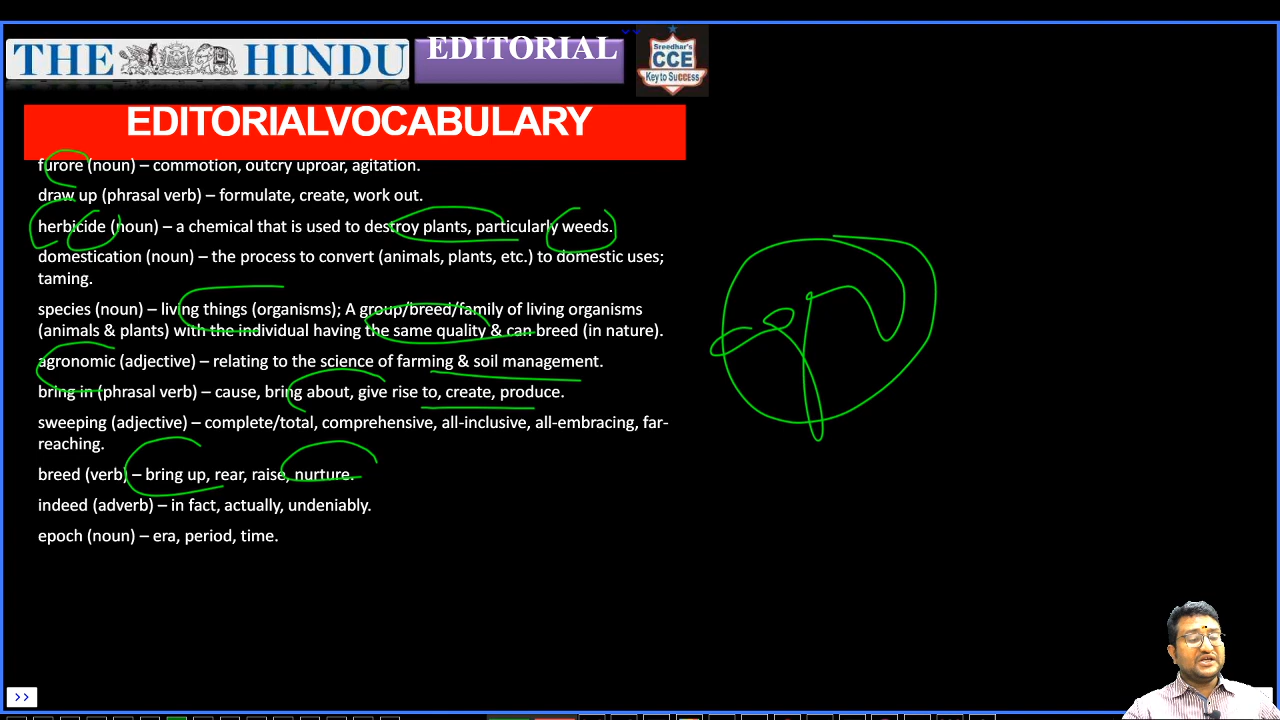 THE HINDU
EDITORIAL
Sreedhar's
CCE
Key to Success
EDITORIALVOCABULARY
furore (noun) – commotion, outcry uproar, agitation.
draw up (phrasal verb) – formulate, create, work out.
herbicide (noun) – a chemical that is used to destroy plants, particularly weeds.
domestication (noun) – the process to convert (animals, plants, etc.) to domestic uses;
taming.
species (noun) – living things (organisms); A group/breed/family of living organisms
(animals & plants) with the individual having the same quality & can breed (in nature).
agronomic (adjective) – relating to the science of farming & soil management.
bring in (phrasal verb) – cause, bring about, give rise to, create, produce.
sweeping (adjective) – complete/total, comprehensive, all-inclusive, all-embracing, far-
reaching.
breed (verb) – bring up, rear, raise, nurture.
indeed (adverb) – in fact, actually, undeniably.
epoch (noun) – era, period, time.
>>